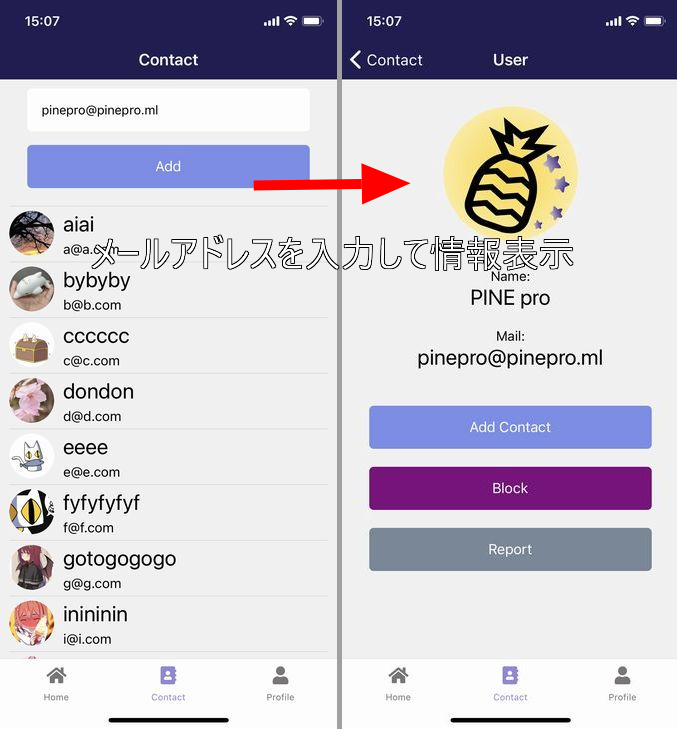 15:07
Contact
pinepro@pinepro.ml
Add
aiai
a@a.com
bybyby
b@b.com
cccccc
c@c.com
dondon
d@d.com
eeee
e@e.com
fyfyfyfyf
f@f.com
gotogogogo
g@g.com
ininininin
i@i.com
Home
Contact
Profile
メールアドレスを入力して情報表示
15:07
Contact
User
Name:
PINE pro
Mail:
pinepro@pinepro.ml
Add Contact
Block
Report
Home
Contact
Profile